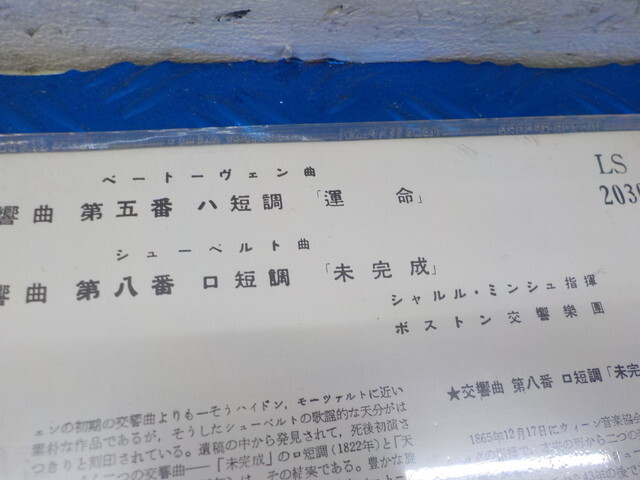 ベートーヴェン曲
響曲 第五番 ハ短調 「運 命」
シューベルト曲
響曲 第八番 ロ短調 「未完成」
シャルル・ミンシュ指揮
ボストン交響樂團
LS
203
ェンの初期の交響曲よりも一そうハイドン，モーツァルトに近い
素朴な作品であるが，そうしたシューベルトの歌謡的な天分がは
つきりと刻印されている。遺稿の中から発見されて，死後初演さ
二つの交響曲——「未完成」のロ短調（1822年）と「天
は，その結実である。豊かな旋
★交響曲 第八番 ロ短調「未完
1865年12月17日にウィーン音楽協会